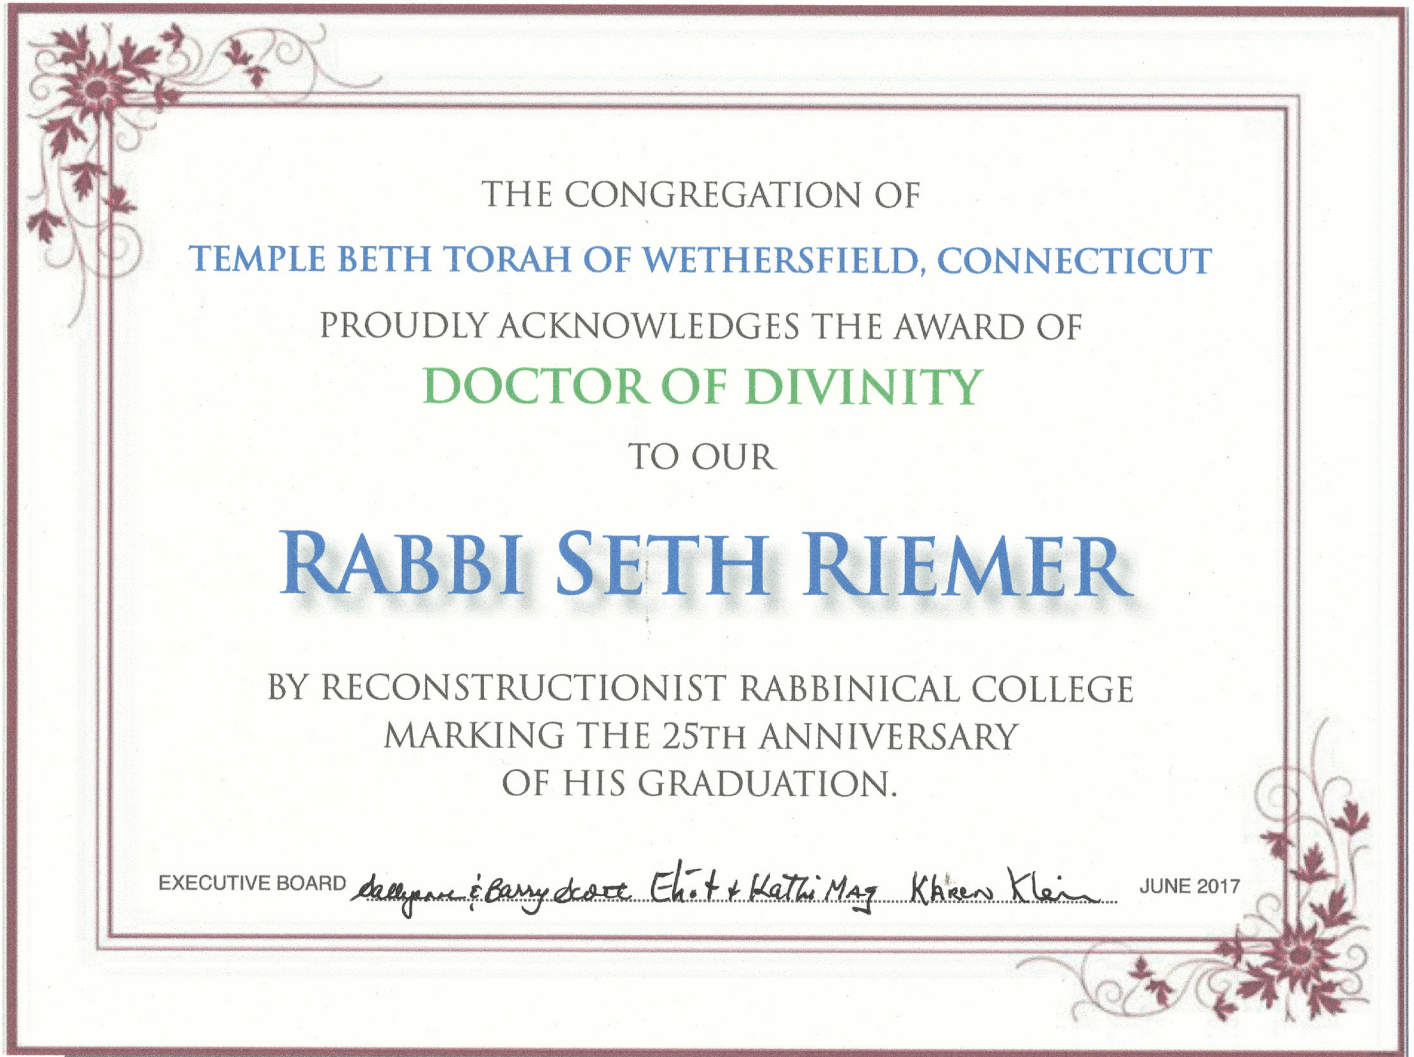 THE CONGREGATION OF
TEMPLE BETH TORAH OF WETHERSFIELD, CONNECTICUT
PROUDLY ACKNOWLEDGES THE AWARD OF
DOCTOR OF DIVINITY
TO OUR
RABBI SETH RIEMER
BY RECONSTRUCTIONIST RABBINICAL COLLEGE
MARKING THE 25TH ANNIVERSARY
OF HIS GRADUATION.
EXECUTIVE BOARD Sallyanne & Barry Scott Eliot + Kathi Mag Karen Klein JUNE 2017